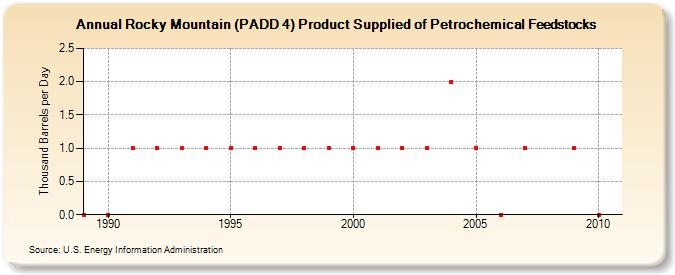 Annual Rocky Mountain (PADD 4) Product Supplied of Petrochemical Feedstocks
Thousand Barrels per Day
2.5
2.0
1.5
1.0
0.5
0.0
1990 1995 2000 2005 2010
Source: U.S. Energy Information Administration